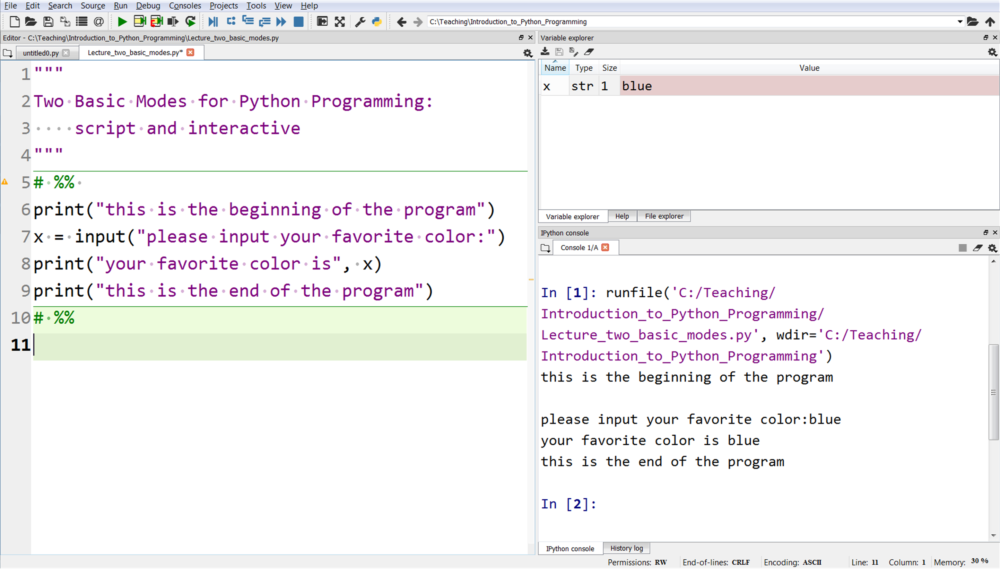 File Edit Search Source Run Debug Consoles Projects Tools View Help
C:\Teaching\Introduction_to_Python_Programming
Editor - C:\Teaching\Introduction_to_Python_Programming\Lecture_two_basic_modes.py
untitled0.py Lecture_two_basic_modes.py*
1 """
2 Two Basic Modes for Python Programming:
3     script and interactive
4 """
5 # %%
6 print("this is the beginning of the program")
7 x = input("please input your favorite color:")
8 print("your favorite color is", x)
9 print("this is the end of the program")
10 # %%
11
Variable explorer
Name Type Size Value
x str 1 blue
Variable explorer Help File explorer
IPython console
Console 1/A
In [1]: runfile('C:/Teaching/
Introduction_to_Python_Programming/
Lecture_two_basic_modes.py', wdir='C:/Teaching/
Introduction_to_Python_Programming')
this is the beginning of the program
please input your favorite color:blue
your favorite color is blue
this is the end of the program
In [2]:
IPython console History log
Permissions: RW End-of-lines: CRLF Encoding: ASCII Line: 11 Column: 1 Memory: 30 %